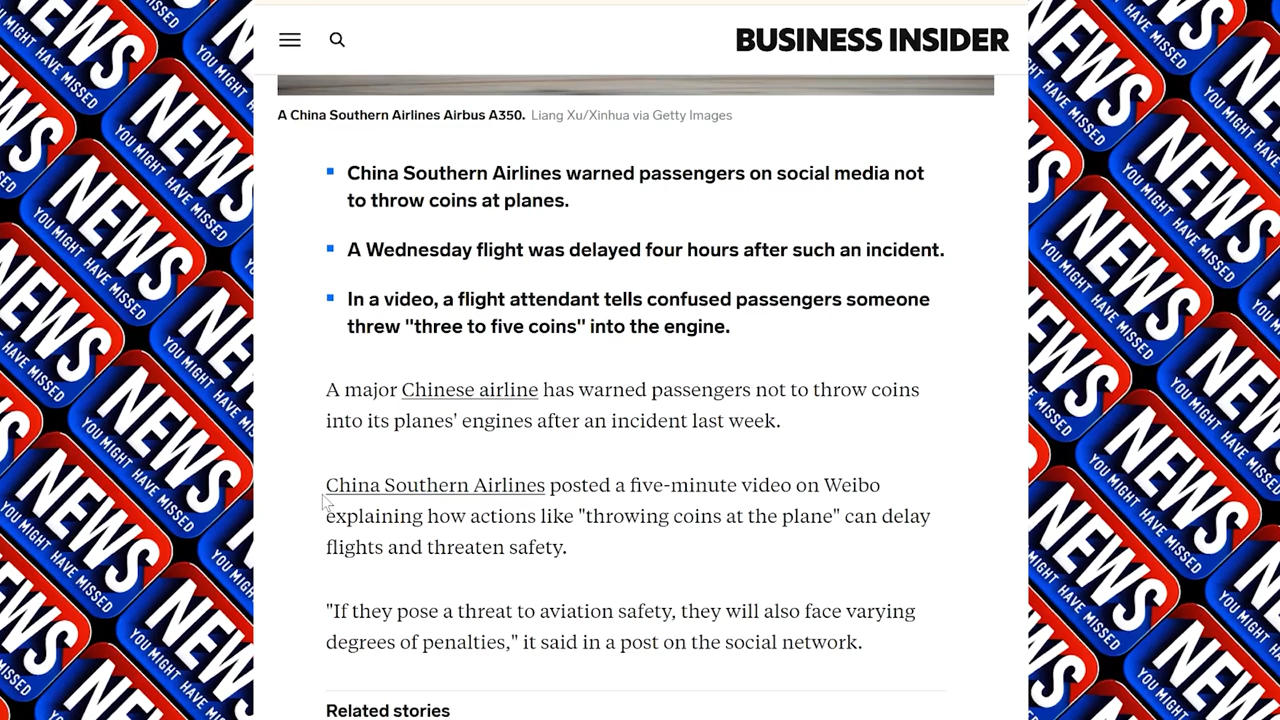 BUSINESS INSIDER
A China Southern Airlines Airbus A350. Liang Xu/Xinhua via Getty Images
China Southern Airlines warned passengers on social media not
to throw coins at planes.
A Wednesday flight was delayed four hours after such an incident.
In a video, a flight attendant tells confused passengers someone
threw "three to five coins" into the engine.
A major Chinese airline has warned passengers not to throw coins
into its planes' engines after an incident last week.
China Southern Airlines posted a five-minute video on Weibo
explaining how actions like "throwing coins at the plane" can delay
flights and threaten safety.
"If they pose a threat to aviation safety, they will also face varying
degrees of penalties," it said in a post on the social network.
Related stories
NEWS
YOU MIGHT HAVE MISSED